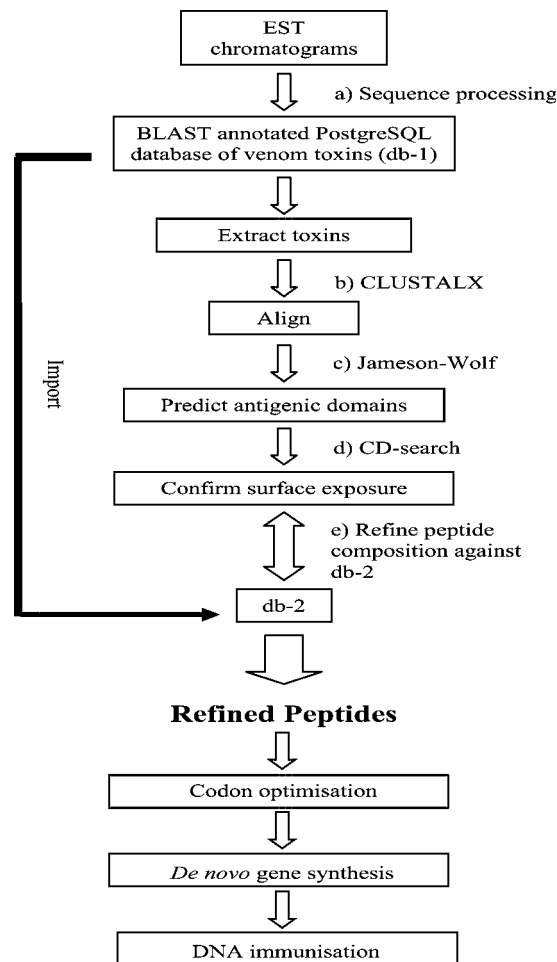 EST
chromatograms
a) Sequence processing
BLAST annotated PostgreSQL
database of venom toxins (db-1)
Extract toxins
b) CLUSTALX
Align
Import
c) Jameson-Wolf
Predict antigenic domains
d) CD-search
Confirm surface exposure
e) Refine peptide
composition against
db-2
db-2
Refined Peptides
Codon optimisation
De novo gene synthesis
DNA immunisation